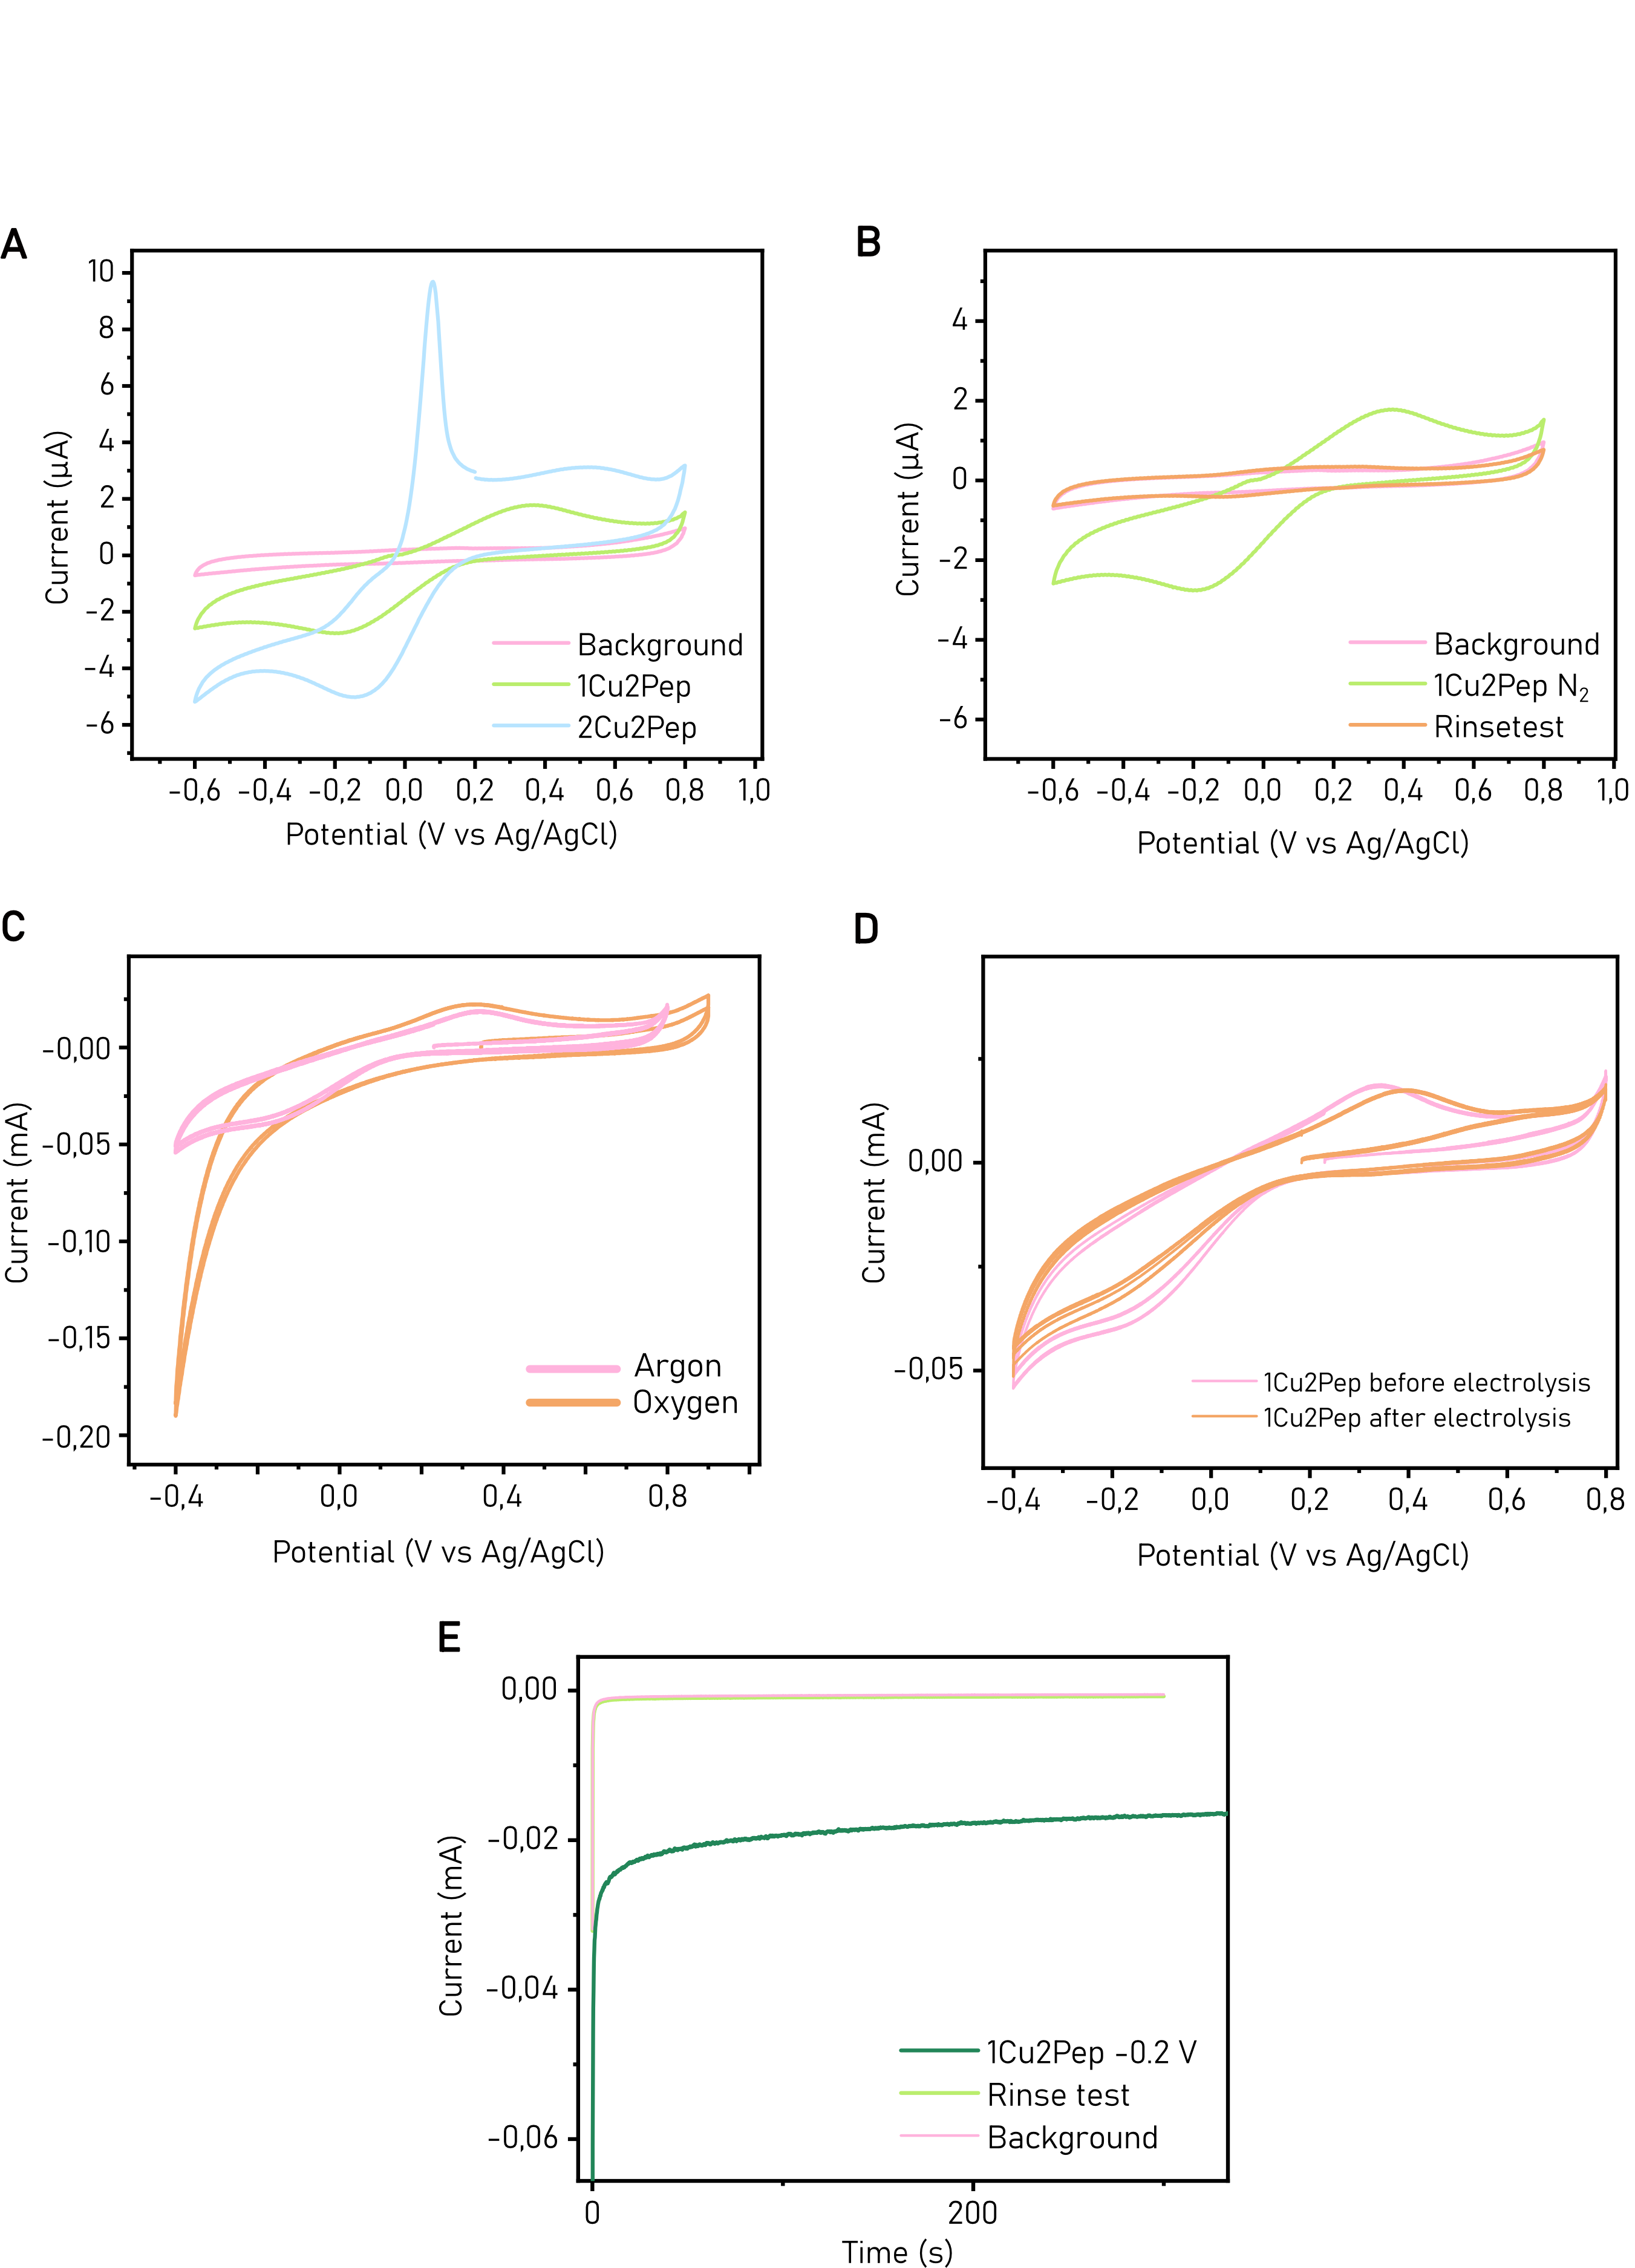 A
Current (µA)
10
8
6
4
2
0
-2
-4
-6
Background
1Cu2Pep
2Cu2Pep
-0,6 -0,4 -0,2 0,0 0,2 0,4 0,6 0,8 1,0
Potential (V vs Ag/AgCl)
B
Current (µA)
4
2
0
-2
-4
-6
Background
1Cu2Pep N₂
Rinsetest
-0,6 -0,4 -0,2 0,0 0,2 0,4 0,6 0,8 1,0
Potential (V vs Ag/AgCl)
C
Current (mA)
-0,00
-0,05
-0,10
-0,15
-0,20
Argon
Oxygen
-0,4 0,0 0,4 0,8
Potential (V vs Ag/AgCl)
D
Current (mA)
0,00
-0,05
1Cu2Pep before electrolysis
1Cu2Pep after electrolysis
-0,4 -0,2 0,0 0,2 0,4 0,6 0,8
Potential (V vs Ag/AgCl)
E
Current (mA)
0,00
-0,02
-0,04
-0,06
1Cu2Pep -0.2 V
Rinse test
Background
0 200
Time (s)